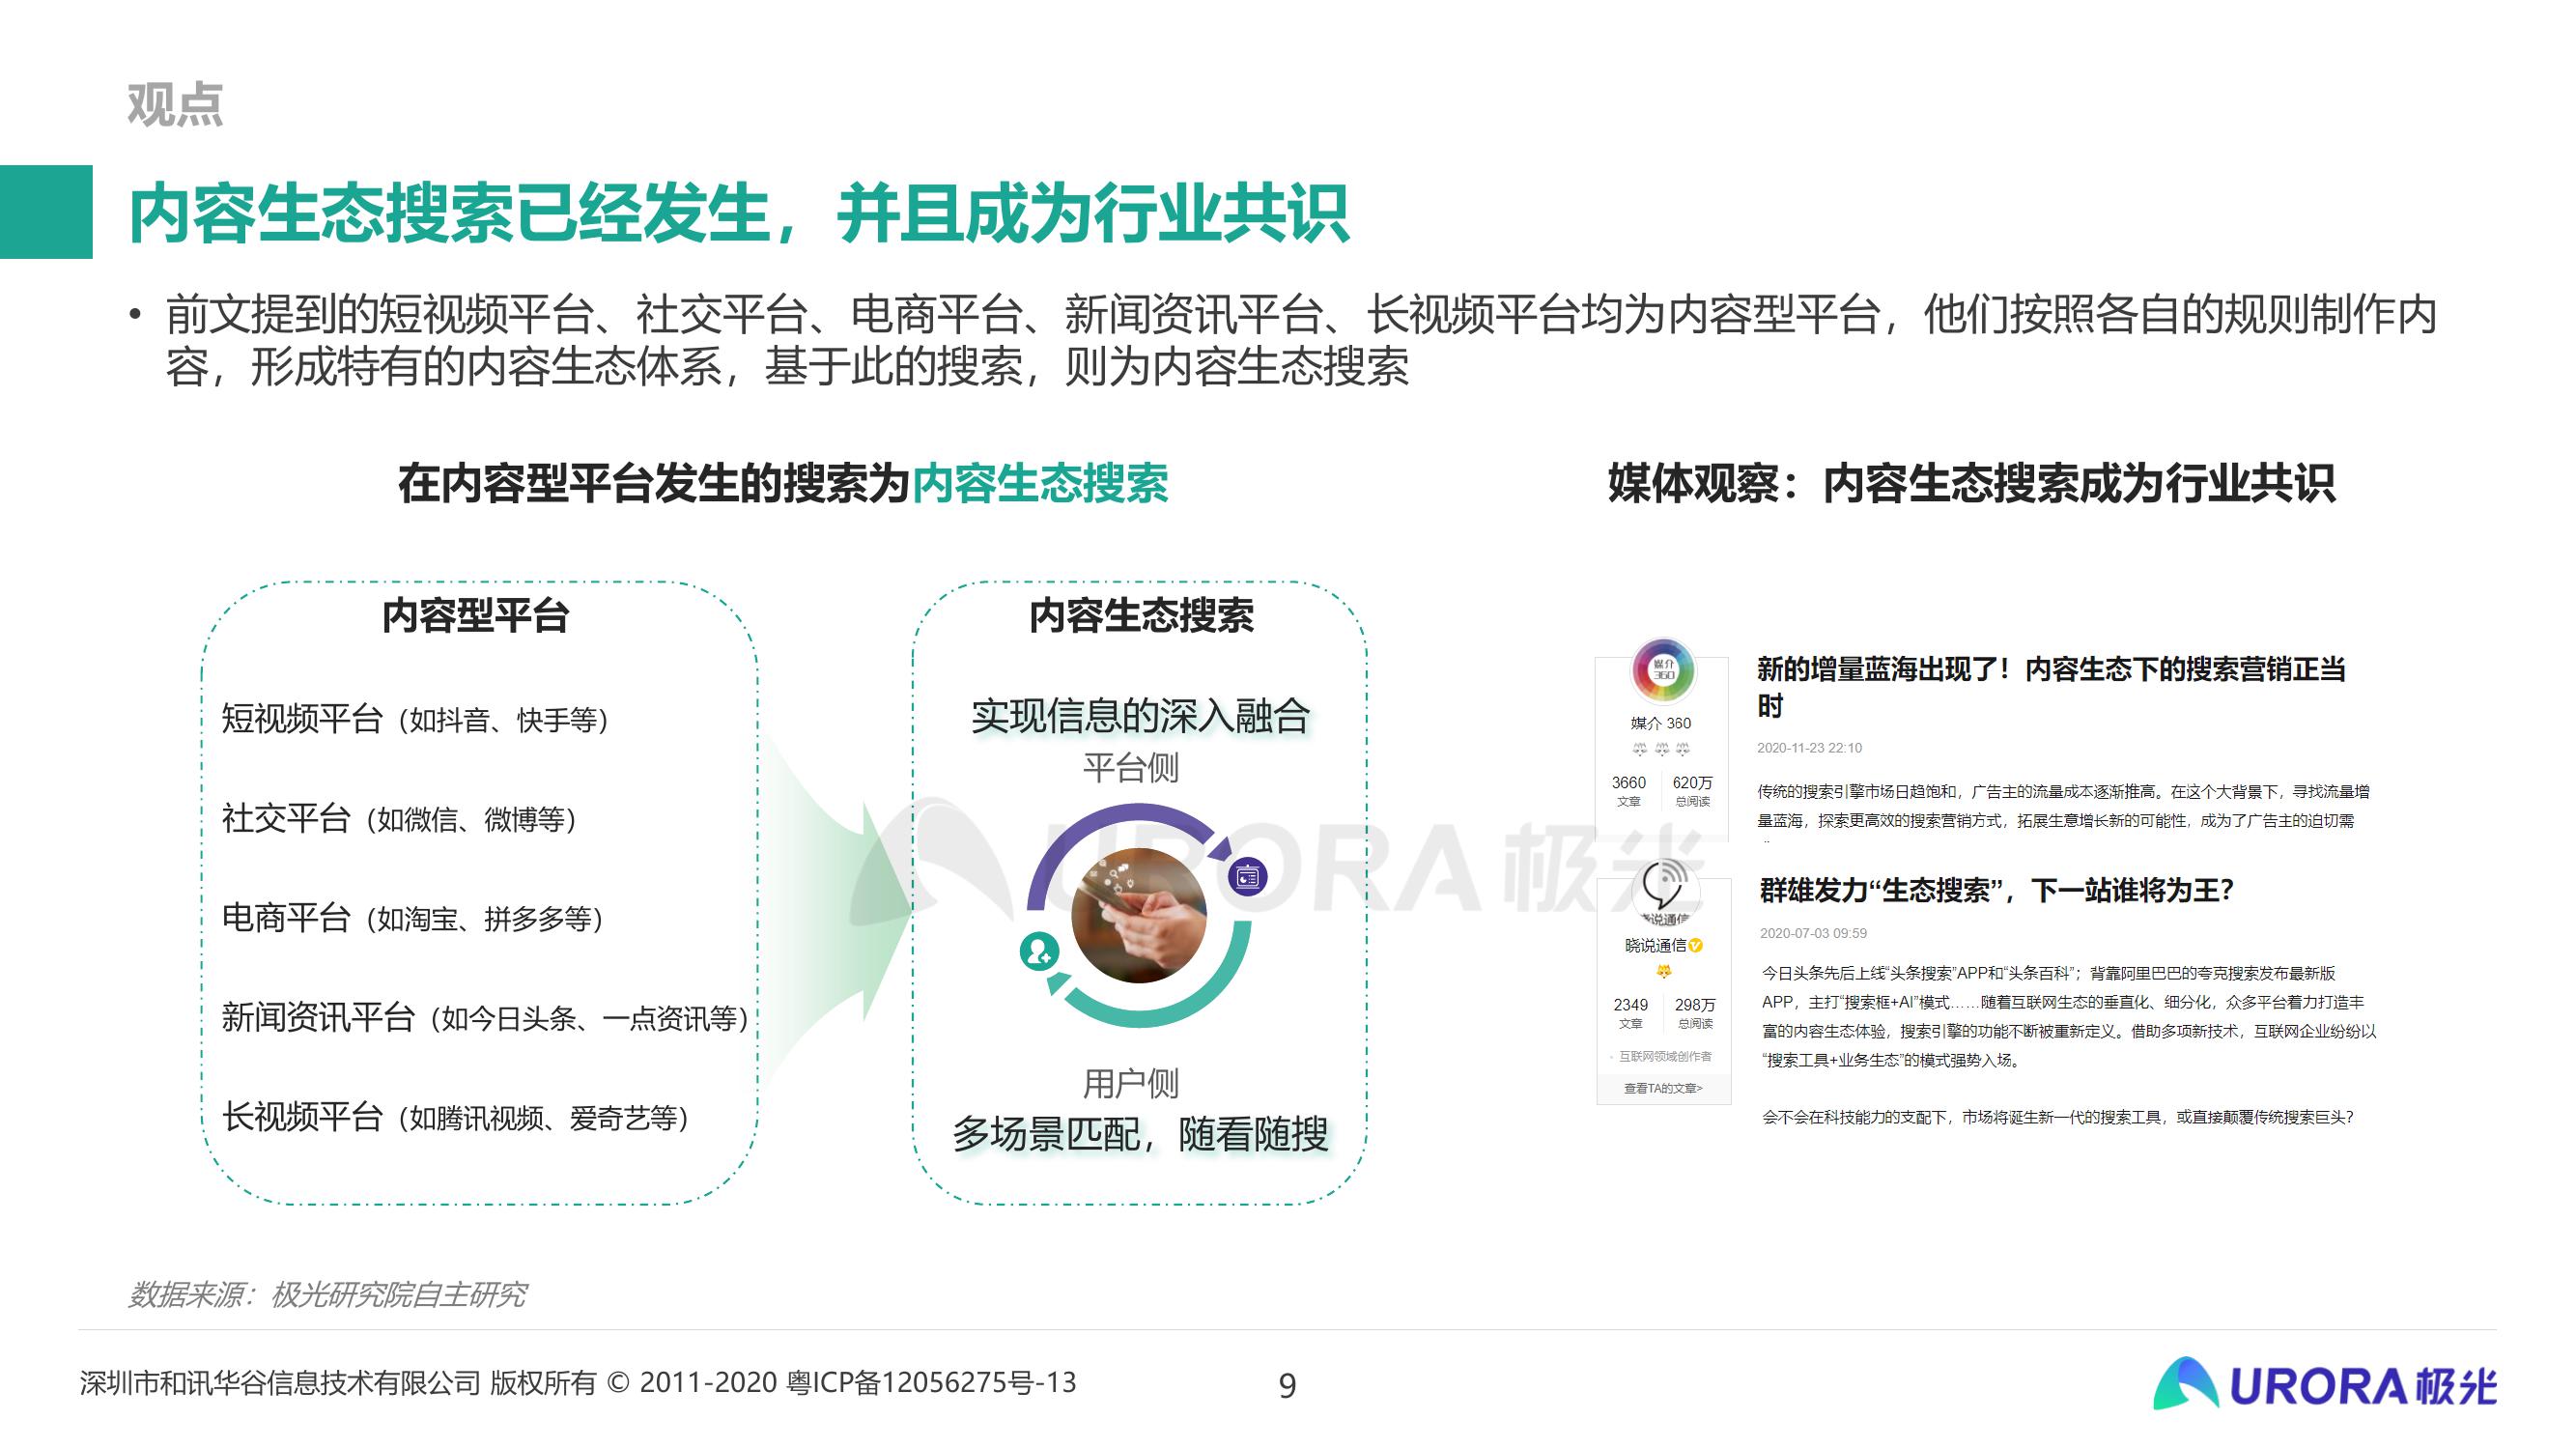 观点
内容生态搜索已经发生，并且成为行业共识
• 前文提到的短视频平台、社交平台、电商平台、新闻资讯平台、长视频平台均为内容型平台，他们按照各自的规则制作内
容，形成特有的内容生态体系，基于此的搜索，则为内容生态搜索
在内容型平台发生的搜索为内容生态搜索
内容型平台
短视频平台（如抖音、快手等）
社交平台（如微信、微博等）
电商平台（如淘宝、拼多多等）
新闻资讯平台（如今日头条、一点资讯等）
长视频平台（如腾讯视频、爱奇艺等）
内容生态搜索
实现信息的深入融合
平台侧
用户侧
多场景匹配，随看随搜
URORA 极光
媒体观察：内容生态搜索成为行业共识
媒介
360
媒介 360
3660 620万
文章 总阅读
新的增量蓝海出现了！内容生态下的搜索营销正当
时
2020-11-23 22:10
传统的搜索引擎市场日趋饱和，广告主的流量成本逐渐推高。在这个大背景下，寻找流量增
量蓝海，探索更高效的搜索营销方式，拓展生意增长新的可能性，成为了广告主的迫切需
晓说通信
晓说通信
2349 298万
文章 总阅读
• 互联网领域创作者
查看TA的文章>
群雄发力“生态搜索”，下一站谁将为王？
2020-07-03 09:59
今日头条先后上线“头条搜索”APP和“头条百科”；背靠阿里巴巴的夸克搜索发布最新版
APP，主打“搜索框+AI”模式……随着互联网生态的垂直化、细分化，众多平台着力打造丰
富的内容生态体验，搜索引擎的功能不断被重新定义。借助多项新技术，互联网企业纷纷以
“搜索工具+业务生态”的模式强势入场。
会不会在科技能力的支配下，市场将诞生新一代的搜索工具，或直接颠覆传统搜索巨头？
数据来源：极光研究院自主研究
深圳市和讯华谷信息技术有限公司 版权所有 © 2011-2020 粤ICP备12056275号-13
9
URORA 极光